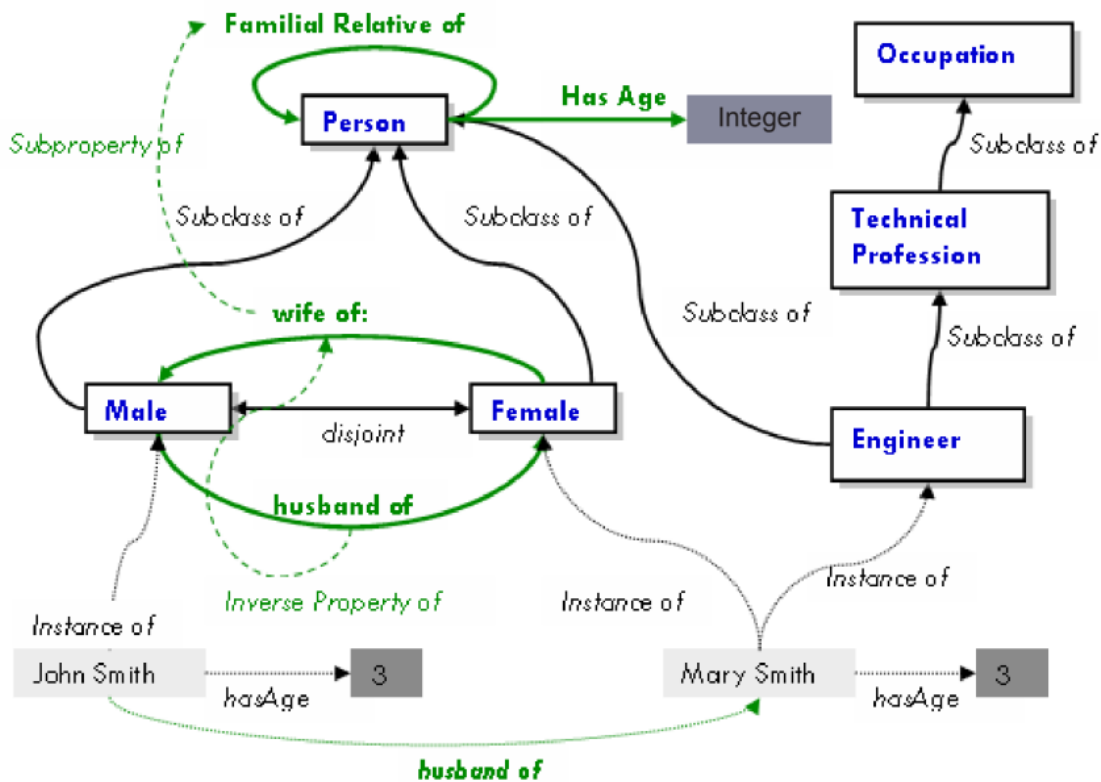 Familial Relative of
Occupation
Has Age
Person
Integer
Subproperty of
Subclass of
Subclass of
Subclass of
Technical
Profession
wife of:
Subclass of
Subclass of
Male
Female
disjoint
Engineer
husband of
Inverse Property of
Instance of
Instance of
Instance of
John Smith
3
Mary Smith
3
hasAge
hasAge
husband of